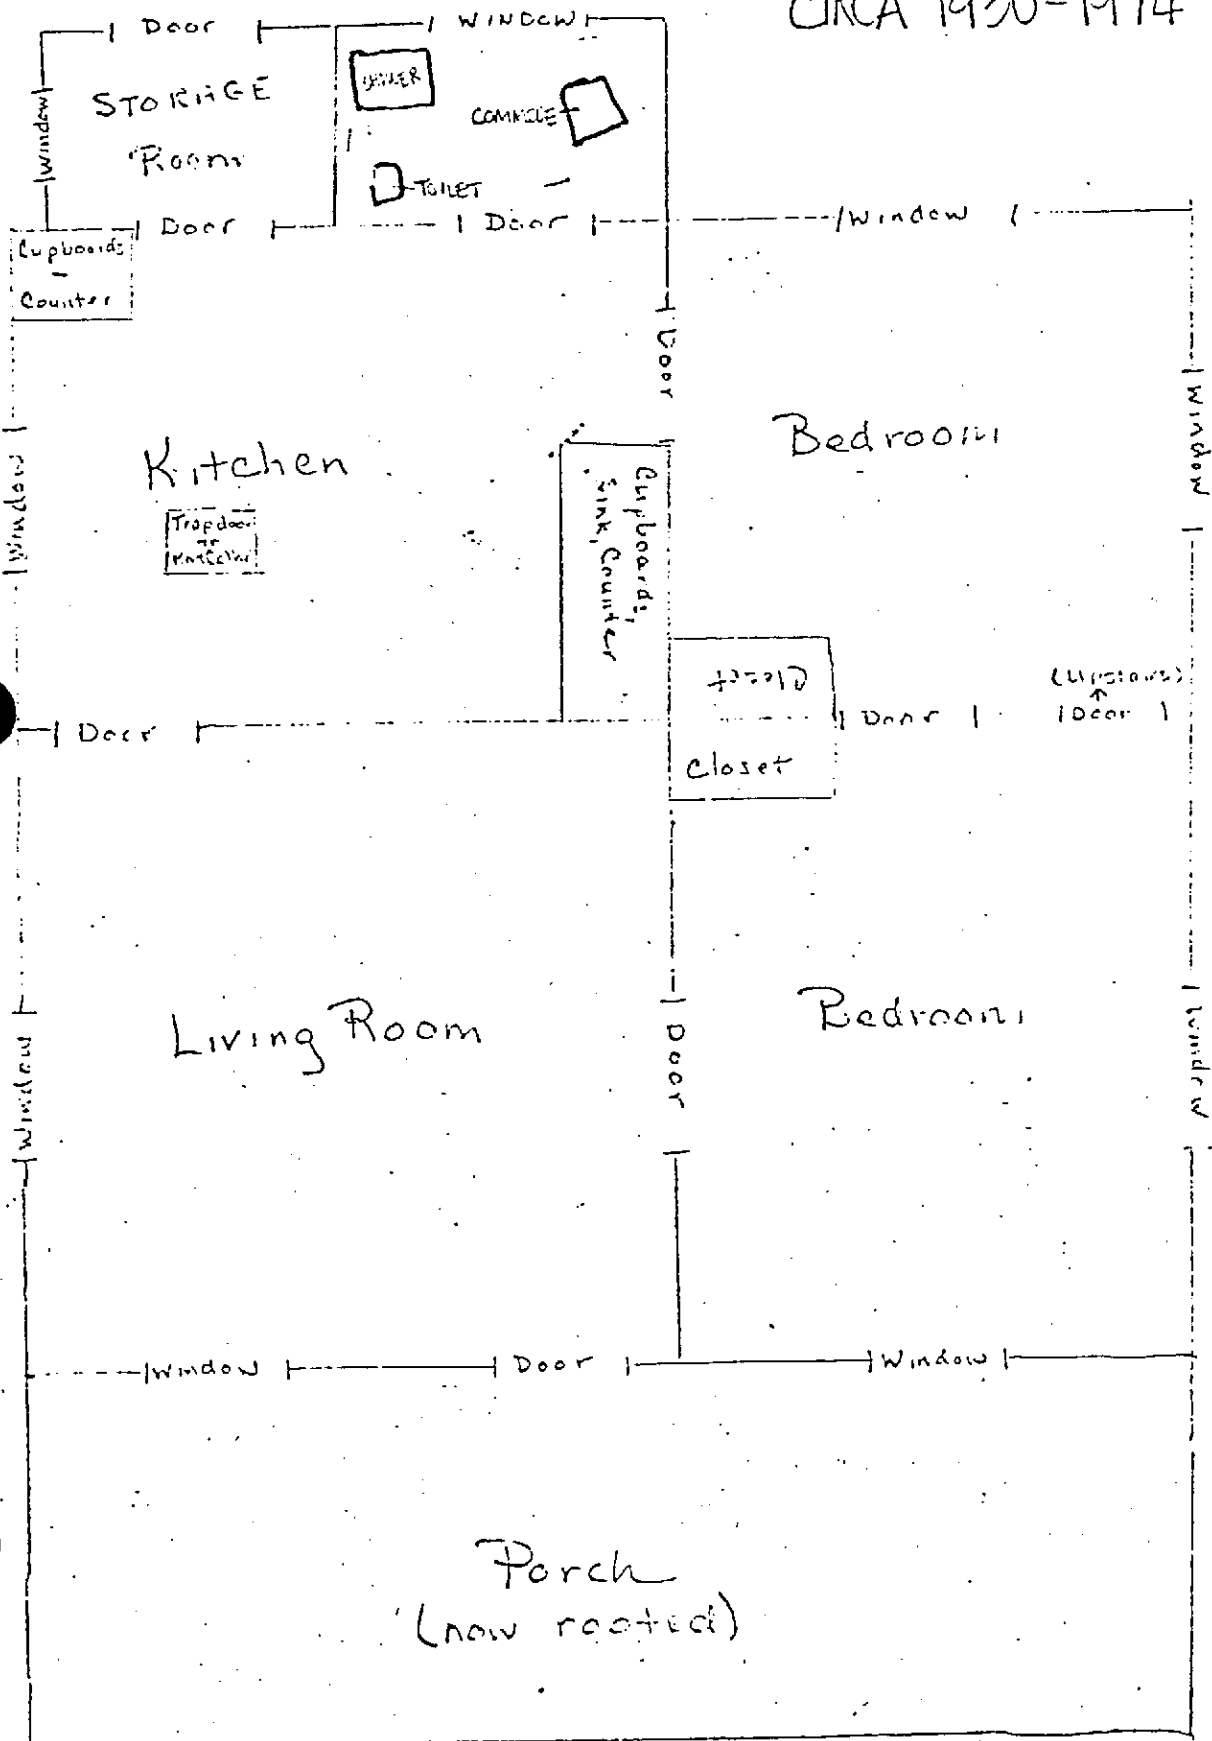 CIRCA 1930-1974
Door
WINDOW
Window
STORAGE
Room
COMMODE
TOILET
Door
Door
Window
Cupboards
-
Counter
Door
Window
Window
Kitchen
Bedroom
Trapdoor
to
Cupboards,
Sink, Counter
Closet
(Upstairs)
Door
Door
Door
Closet
Living Room
Bedroom
Window
Door
Window
Window
Door
Window
Porch
(now roofed)